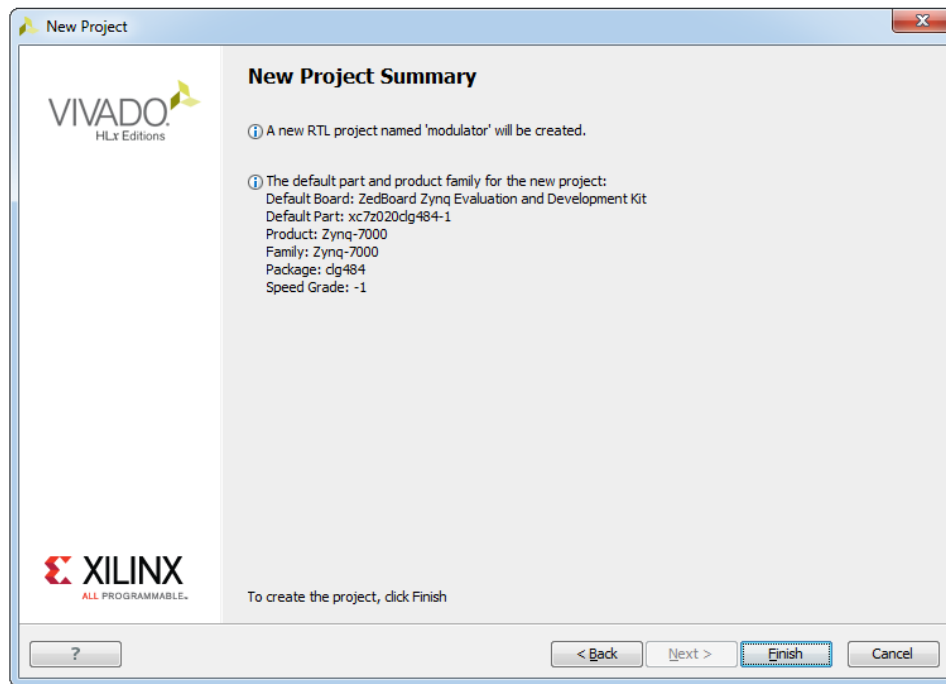 New Project
New Project Summary
VIVADO.
HLx Editions
A new RTL project named 'modulator' will be created.
The default part and product family for the new project:
Default Board: ZedBoard Zynq Evaluation and Development Kit
Default Part: xc7z020clg484-1
Product: Zynq-7000
Family: Zynq-7000
Package: clg484
Speed Grade: -1
XILINX
ALL PROGRAMMABLE.
To create the project, click Finish
?
< Back
Next >
Finish
Cancel